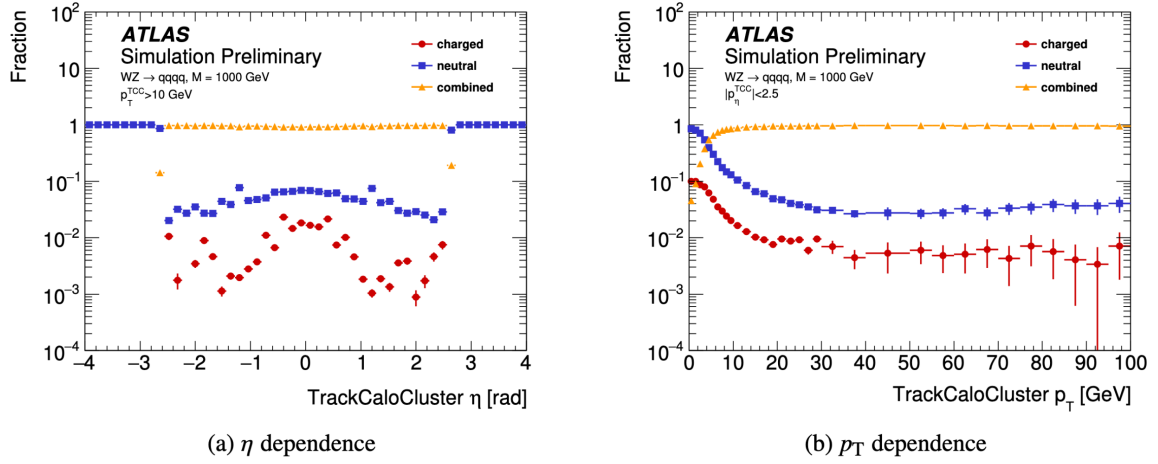 Fraction
10²
10
1
10⁻¹
10⁻²
10⁻³
10⁻⁴
ATLAS
Simulation Preliminary
WZ → qqqq, M = 1000 GeV
p_T^TCC>10 GeV
charged
neutral
combined
−4 −3 −2 −1 0 1 2 3 4
TrackCaloCluster η [rad]
(a) η dependence
Fraction
10²
10
1
10⁻¹
10⁻²
10⁻³
10⁻⁴
ATLAS
Simulation Preliminary
WZ → qqqq, M = 1000 GeV
|p_η^TCC|<2.5
charged
neutral
combined
0 10 20 30 40 50 60 70 80 90 100
TrackCaloCluster p_T [GeV]
(b) p_T dependence